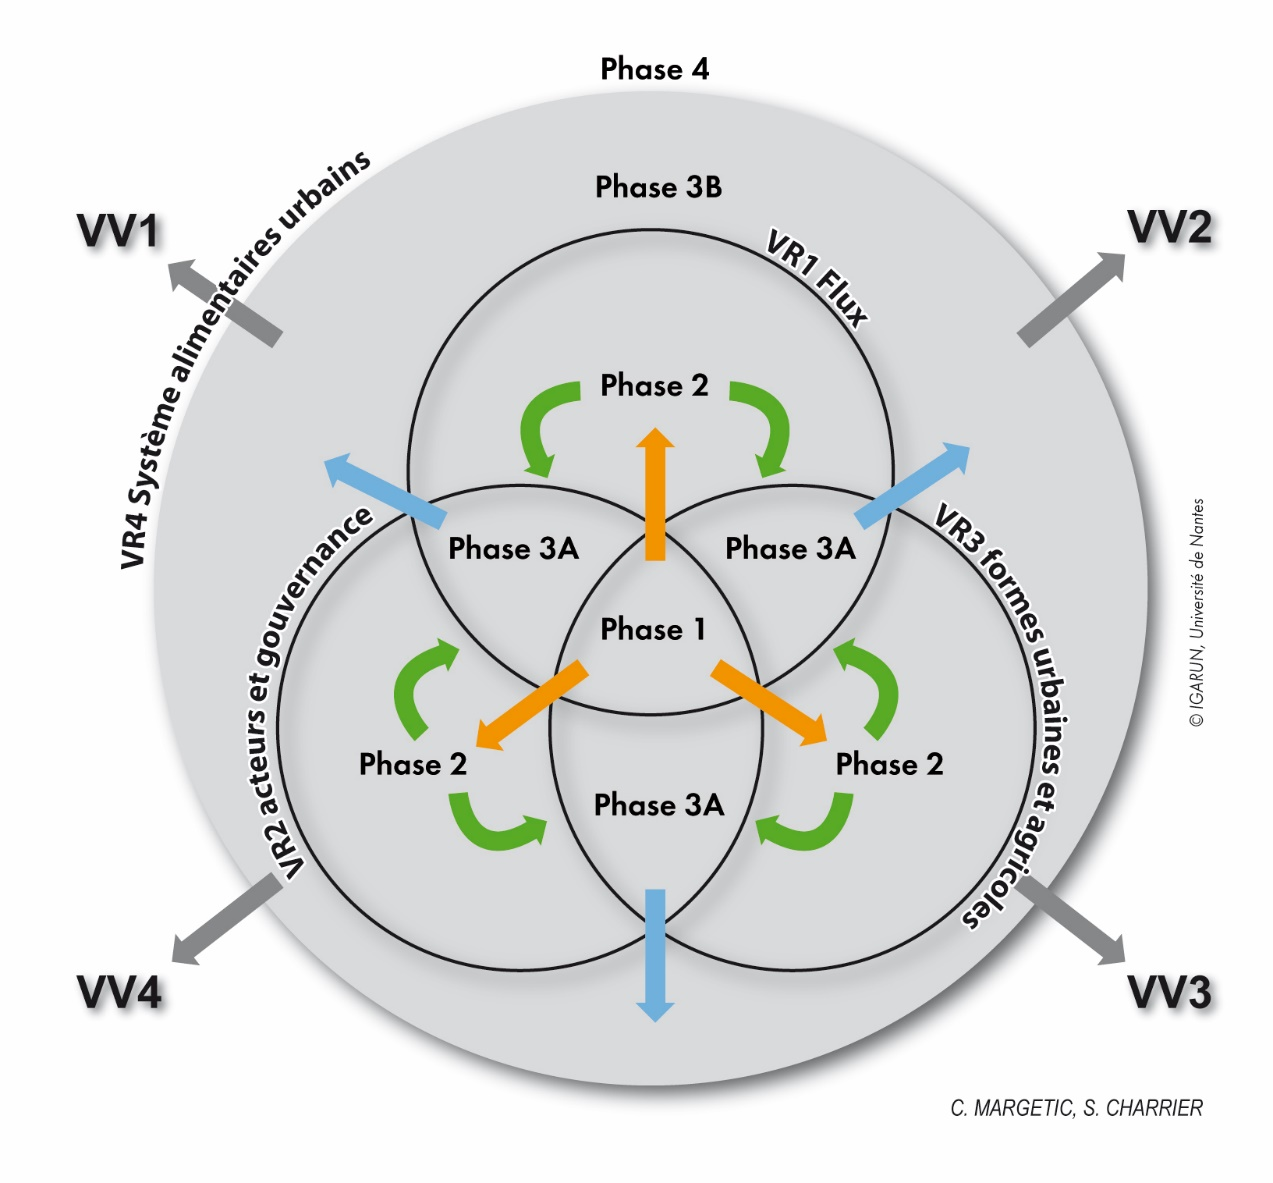 Phase 4
Phase 3B
VV1
VV2
VR4 Système alimentaires urbains
VR1 Flux
Phase 2
VR2 acteurs et gouvernance
VR3 formes urbaines et agricoles
Phase 3A
Phase 3A
Phase 1
Phase 2
Phase 2
Phase 3A
VV4
VV3
© IGARUN, Université de Nantes
C. MARGETIC, S. CHARRIER